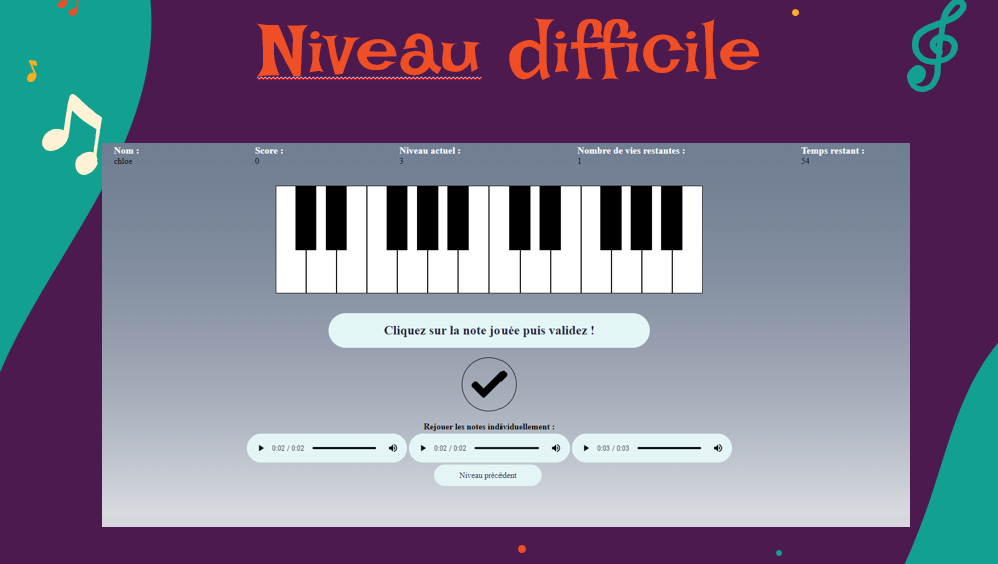 Niveau difficile
Nom :
chloe
Score :
0
Niveau actuel :
3
Nombre de vies restantes :
1
Temps restant :
54
Cliquez sur la note jouée puis validez !
Rejouer les notes individuellement :
0:02 / 0:02
0:02 / 0:02
0:03 / 0:03
Niveau précédent